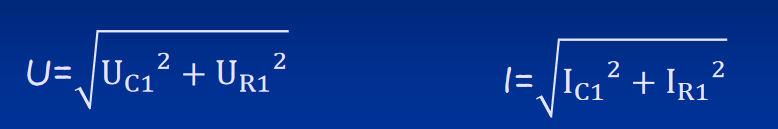 U=√(U_C1² + U_R1²)
I=√(I_C1² + I_R1²)